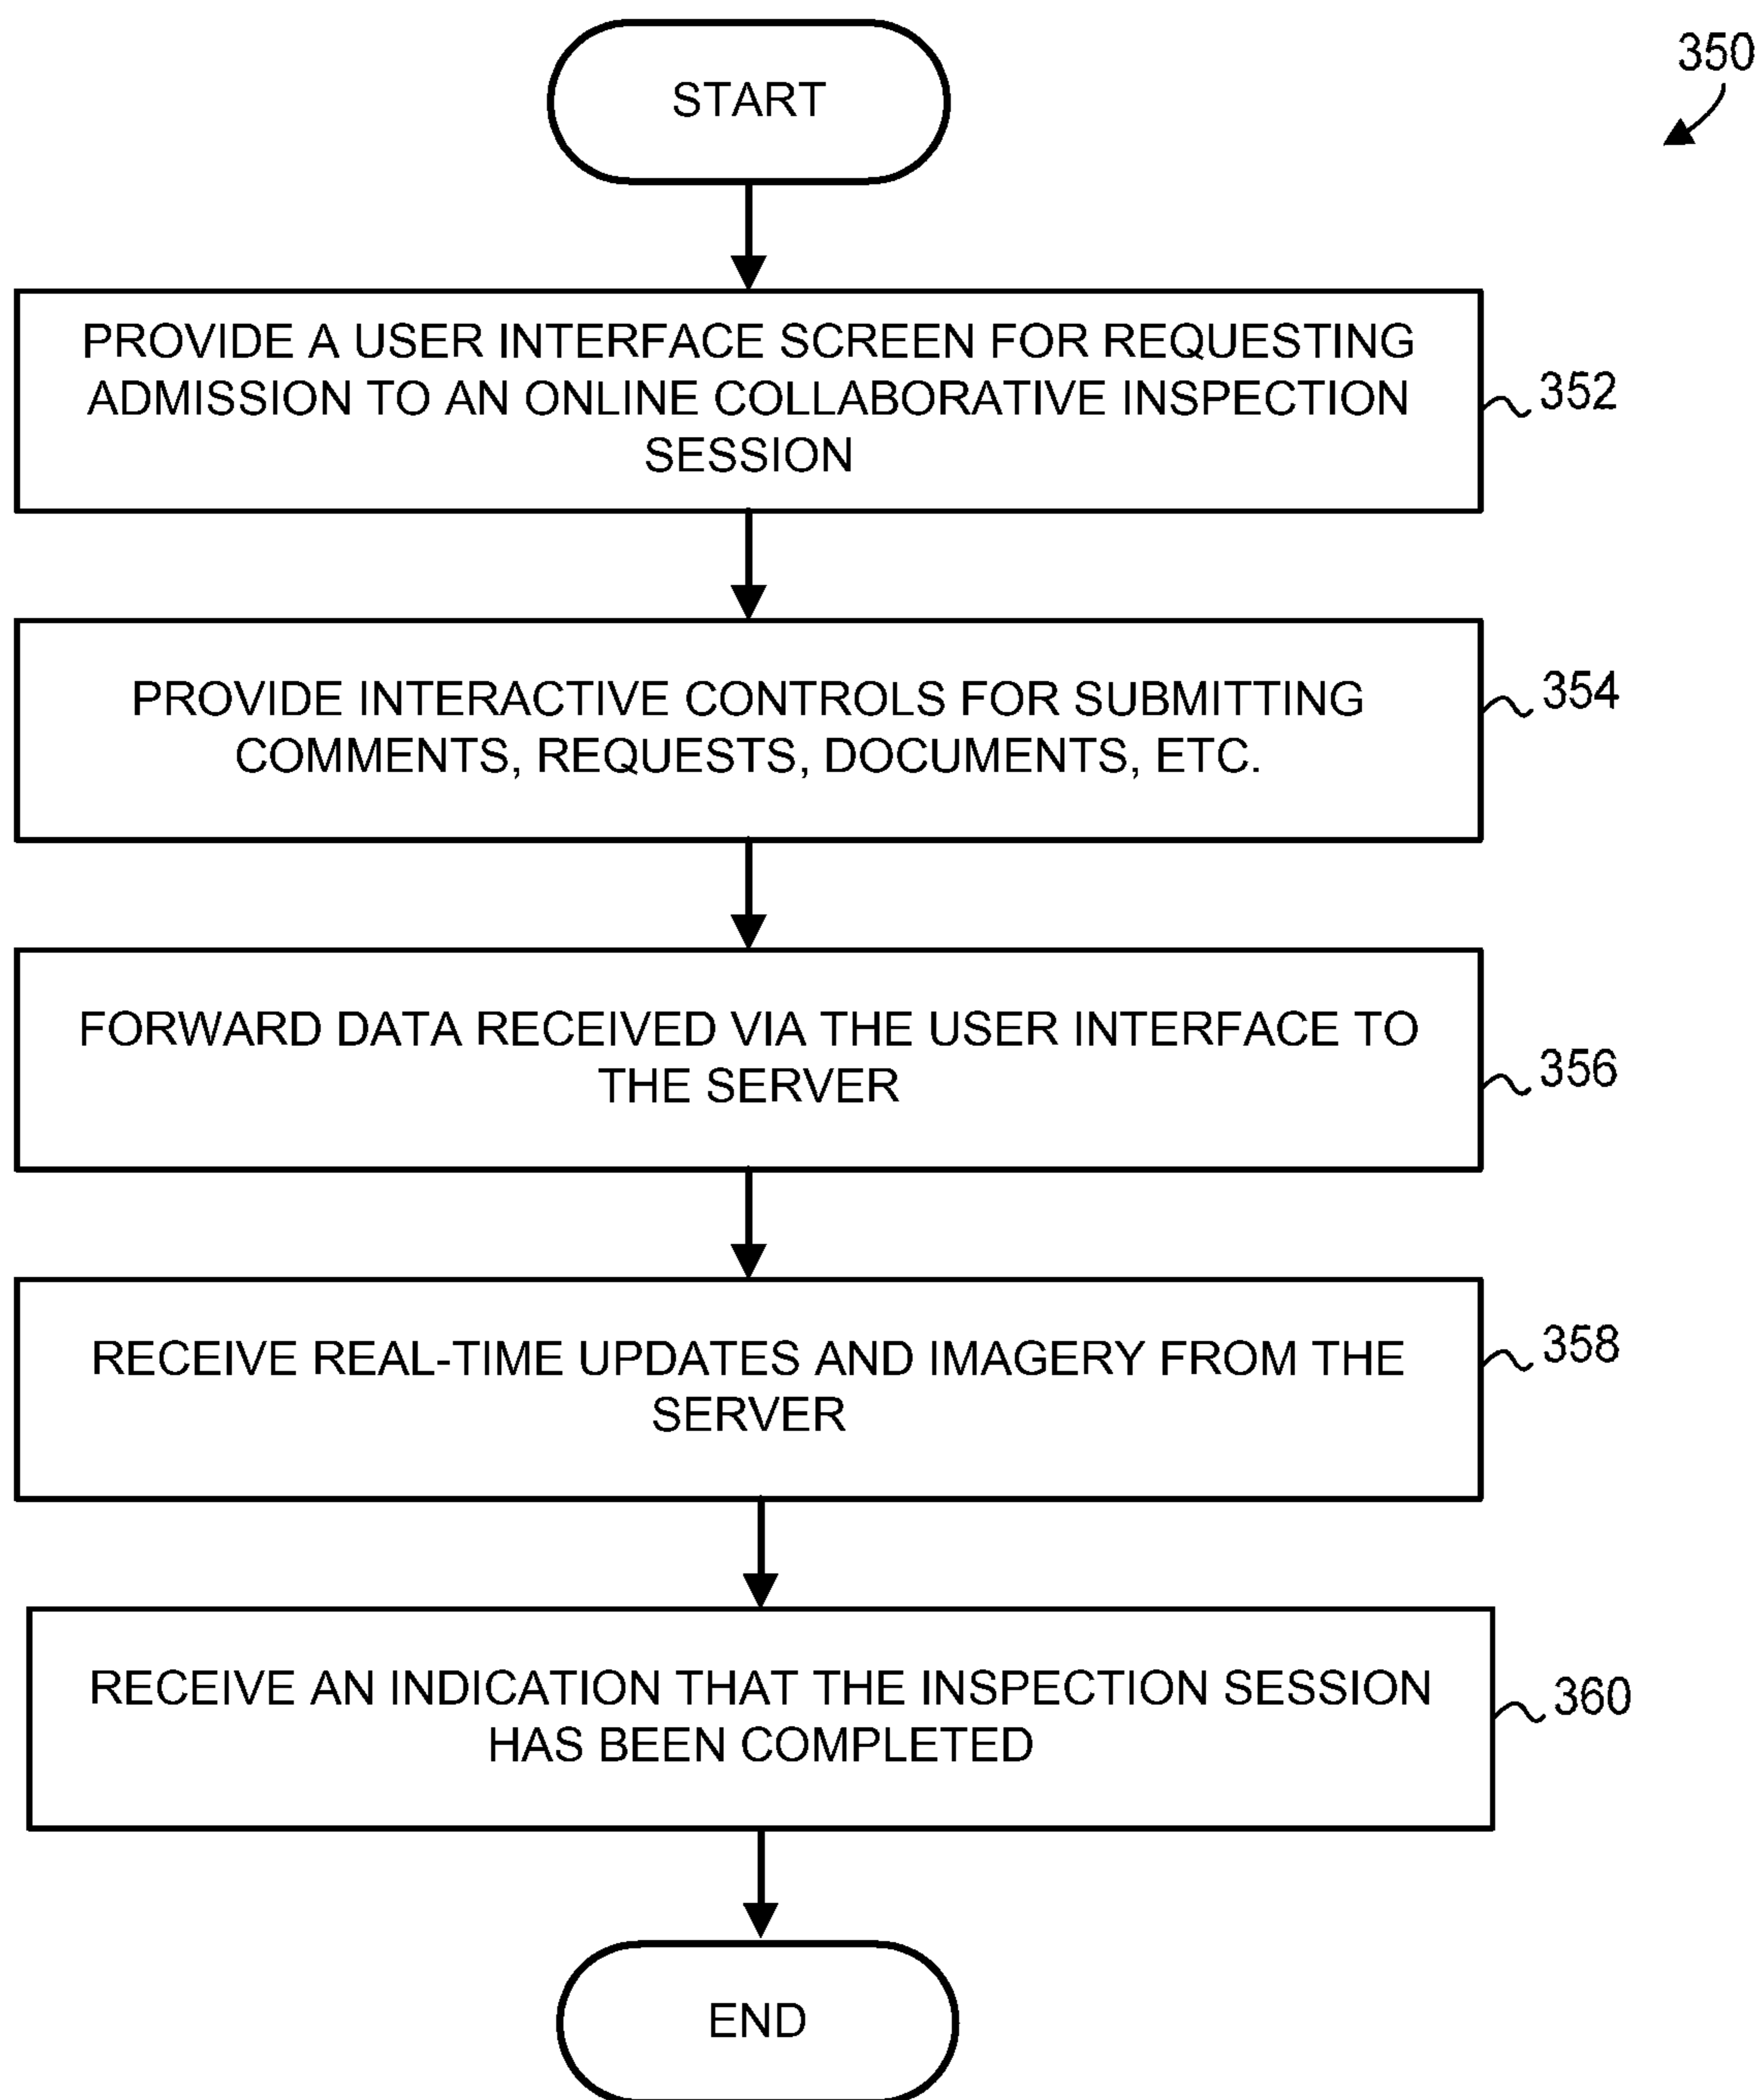 START
350
PROVIDE A USER INTERFACE SCREEN FOR REQUESTING
ADMISSION TO AN ONLINE COLLABORATIVE INSPECTION
SESSION
352
PROVIDE INTERACTIVE CONTROLS FOR SUBMITTING
COMMENTS, REQUESTS, DOCUMENTS, ETC.
354
FORWARD DATA RECEIVED VIA THE USER INTERFACE TO
THE SERVER
356
RECEIVE REAL-TIME UPDATES AND IMAGERY FROM THE
SERVER
358
RECEIVE AN INDICATION THAT THE INSPECTION SESSION
HAS BEEN COMPLETED
360
END